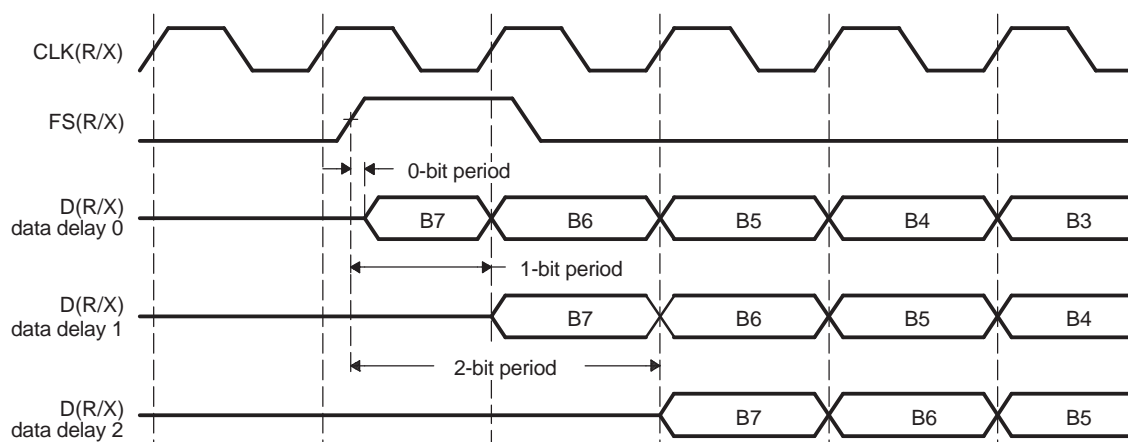 CLK(R/X)
FS(R/X)
0-bit period
D(R/X)
data delay 0
B7 B6 B5 B4 B3
1-bit period
D(R/X)
data delay 1
B7 B6 B5 B4
2-bit period
D(R/X)
data delay 2
B7 B6 B5